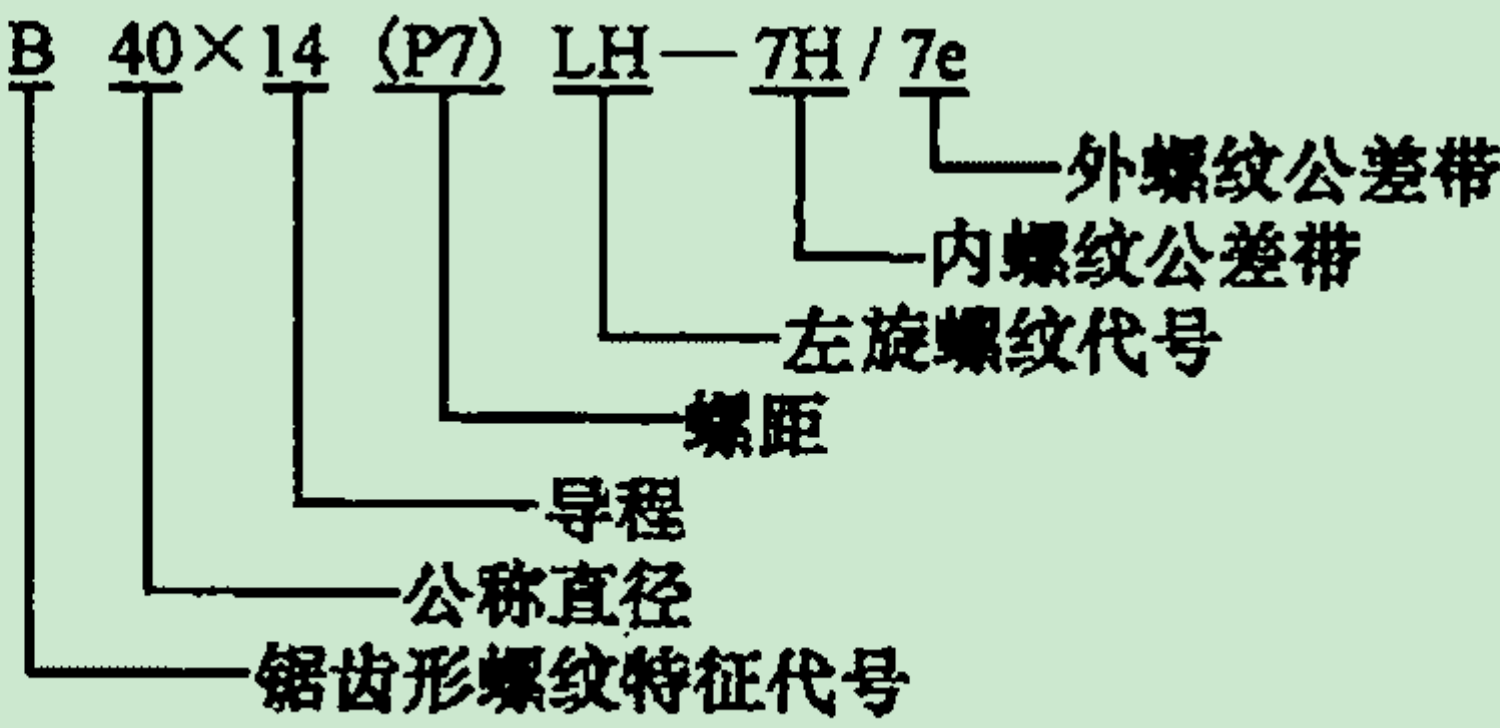 B 40×14 (P7) LH—7H/7e
外螺纹公差带
内螺纹公差带
左旋螺纹代号
螺距
导程
公称直径
锯齿形螺纹特征代号